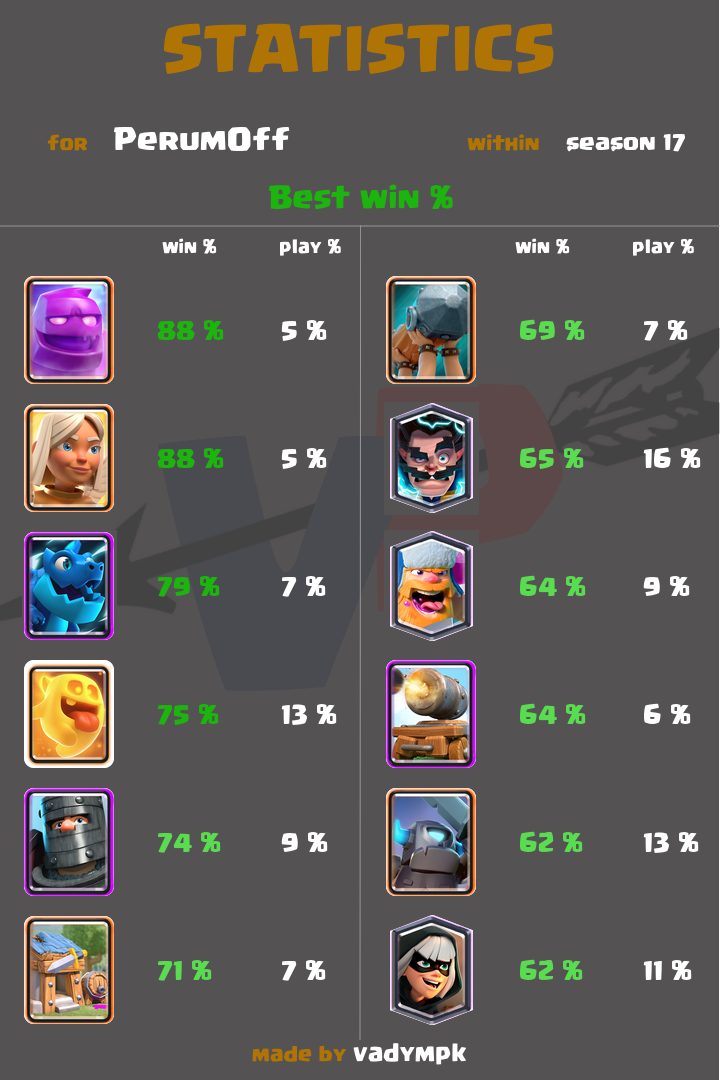 STATISTICS
for PerumOff within season 17
Best win %
win % play % win % play %
88 % 5 % 69 % 7 %
88 % 5 % 65 % 16 %
79 % 7 % 64 % 9 %
75 % 13 % 64 % 6 %
74 % 9 % 62 % 13 %
71 % 7 % 62 % 11 %
VP
made by vadympk